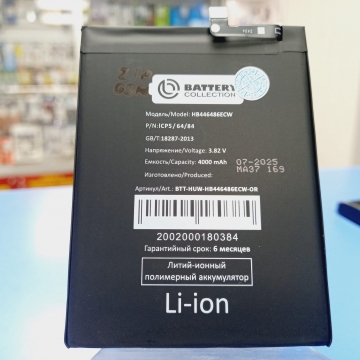 BATTERY
COLLECTION
Модель/Model: HB446486ECW
P/N:ICP5/64/84
GB/T:18287-2013
Напряжение/Voltage: 3.82 V
Емкость/Capacity: 4000 mAh
07-2025
MA37 169
Изготовлено/Produced:
Артикул/Art.: BTT-HUW-HB446486ECW-OR
2002000180384
Гарантийный срок: 6 месяцев
Литий-ионный
полимерный аккумулятор
Li-ion